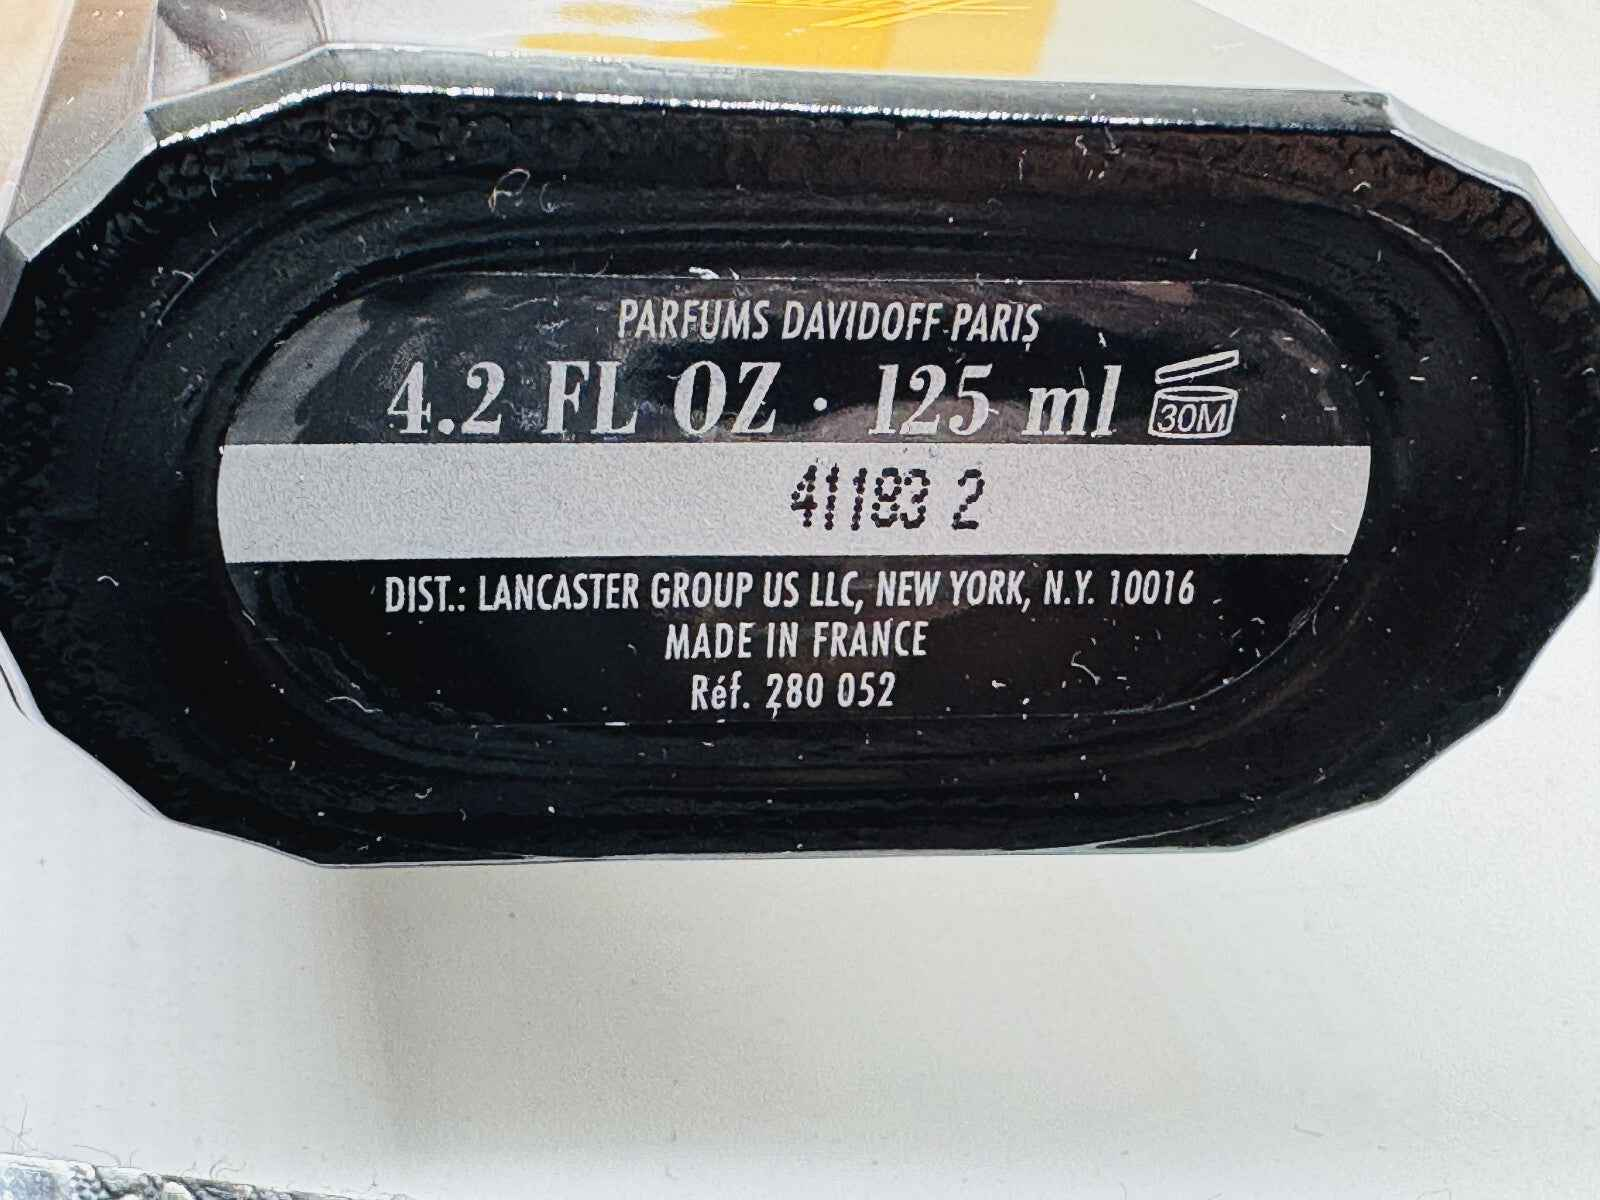 PARFUMS DAVIDOFF PARIS
4.2 FL OZ · 125 ml 30M
41183 2
DIST.: LANCASTER GROUP US LLC, NEW YORK, N.Y. 10016
MADE IN FRANCE
Réf. 280 052